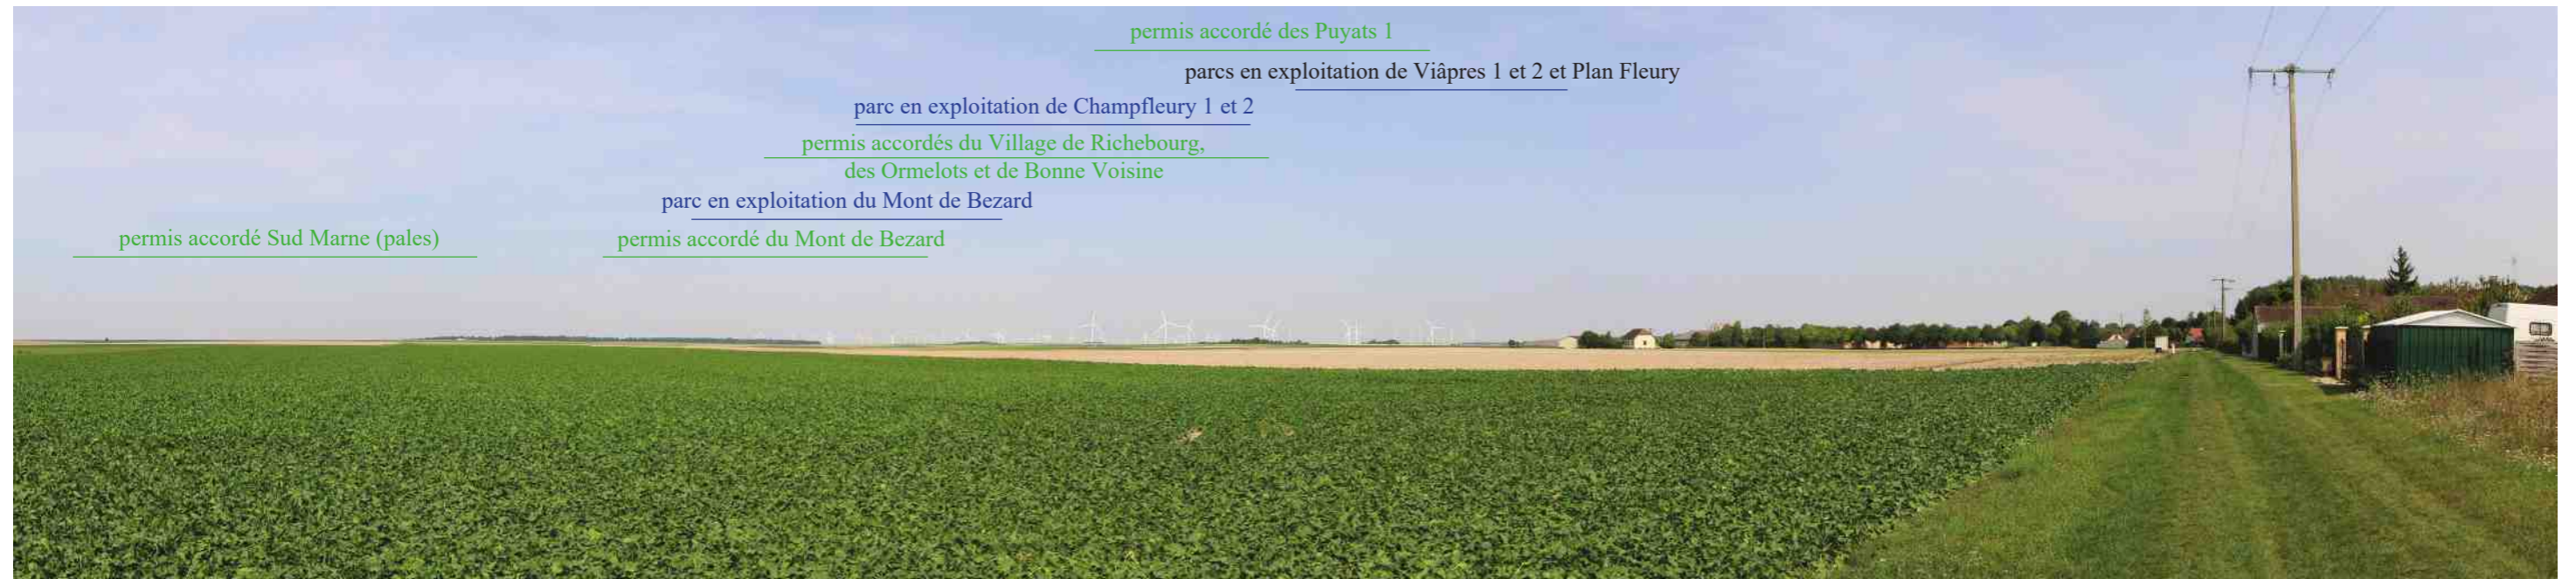 permis accordé des Puyats 1
parcs en exploitation de Viâpres 1 et 2 et Plan Fleury
parc en exploitation de Champfleury 1 et 2
permis accordés du Village de Richebourg,
des Ormelots et de Bonne Voisine
parc en exploitation du Mont de Bezard
permis accordé Sud Marne (pales)
permis accordé du Mont de Bezard